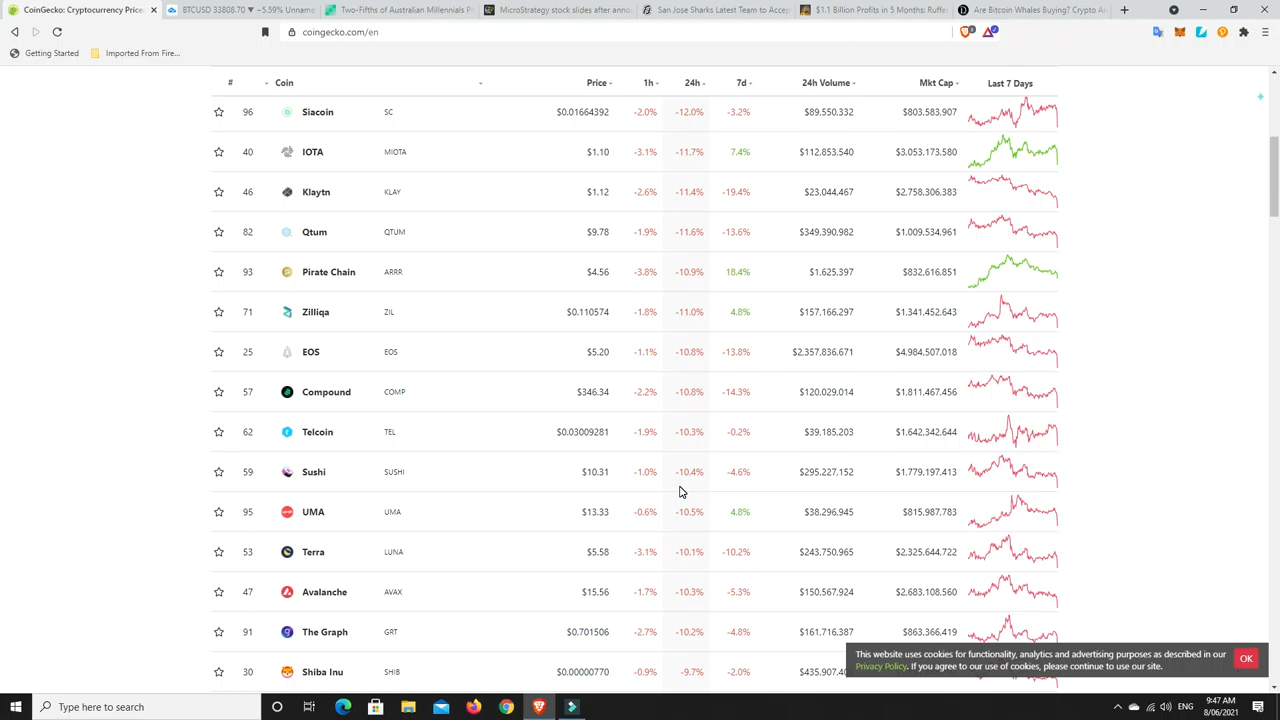 CoinGecko: Cryptocurrency Prices
BTCUSD 33808.70 ▼ −5.59% Unname
Two-Fifths of Australian Millennials P
MicroStrategy stock slides after anno
San Jose Sharks Latest Team to Accep
$1.1 Billion Profits in 5 Months: Ruffe
Are Bitcoin Whales Buying? Crypto A
coingecko.com/en
Getting Started
Imported From Fire...
# Coin Price 1h 24h 7d 24h Volume Mkt Cap Last 7 Days
96 Siacoin SC $0.01664392 -2.0% -12.0% -3.2% $89,550,332 $803,583,907
40 IOTA MIOTA $1.10 -3.1% -11.7% 7.4% $112,853,540 $3,053,173,580
46 Klaytn KLAY $1.12 -2.6% -11.4% -19.4% $23,044,467 $2,758,306,383
82 Qtum QTUM $9.78 -1.9% -11.6% -13.6% $349,390,982 $1,009,534,961
93 Pirate Chain ARRR $4.56 -3.8% -10.9% 18.4% $1,625,397 $832,616,851
71 Zilliqa ZIL $0.110574 -1.8% -11.0% 4.8% $157,166,297 $1,341,452,643
25 EOS EOS $5.20 -1.1% -10.8% -13.8% $2,357,836,671 $4,984,507,018
57 Compound COMP $346.34 -2.2% -10.8% -14.3% $120,029,014 $1,811,467,456
62 Telcoin TEL $0.03009281 -1.9% -10.3% -0.2% $39,185,203 $1,642,342,644
59 Sushi SUSHI $10.31 -1.0% -10.4% -4.6% $295,227,152 $1,779,197,413
95 UMA UMA $13.33 -0.6% -10.5% 4.8% $38,296,945 $815,987,783
53 Terra LUNA $5.58 -3.1% -10.1% -10.2% $243,750,965 $2,325,644,722
47 Avalanche AVAX $15.56 -1.7% -10.3% -5.3% $150,567,924 $2,683,108,560
91 The Graph GRT $0.701506 -2.7% -10.2% -4.8% $161,716,387 $863,366,419
30 Shiba Inu SHIB $0.00000770 -0.9% -9.7% -2.0% $435,907,40
This website uses cookies for functionality, analytics and advertising purposes as described in our
Privacy Policy. If you agree to our use of cookies, please continue to use our site.
OK
Type here to search
ENG
9:47 AM
8/06/2021